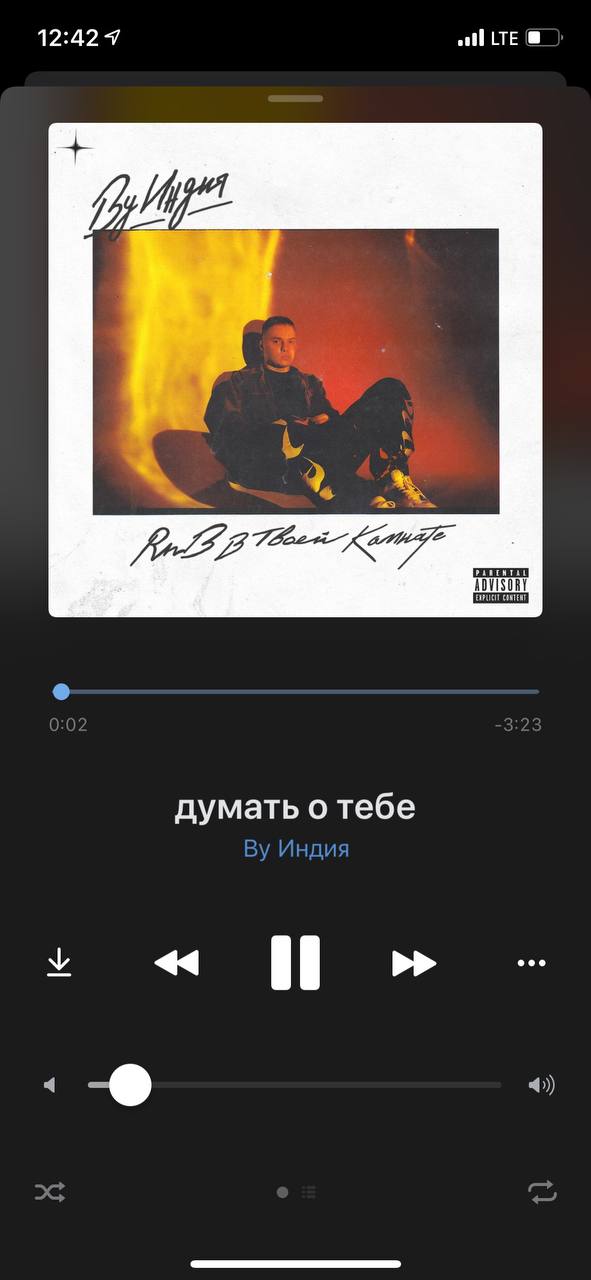 12:42
LTE
Ву Индия
RnB в Твоей Комнате
PARENTAL
ADVISORY
EXPLICIT CONTENT
0:02
-3:23
думать о тебе
By Индия